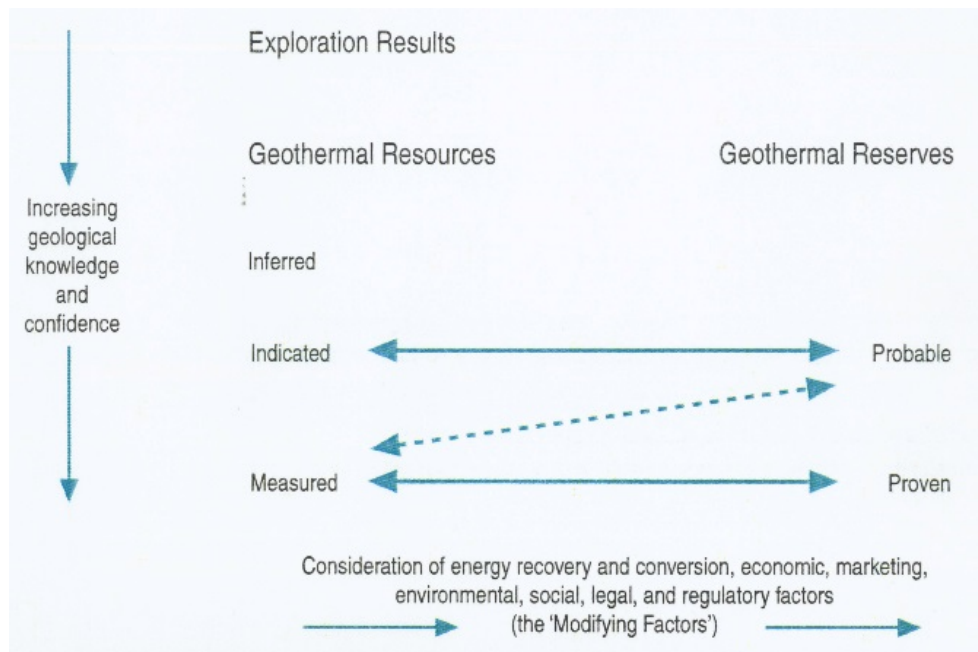 Exploration Results
Geothermal Resources
Geothermal Reserves
Increasing
geological
knowledge
and
confidence
Inferred
Indicated
Probable
Measured
Proven
Consideration of energy recovery and conversion, economic, marketing,
environmental, social, legal, and regulatory factors
(the 'Modifying Factors')